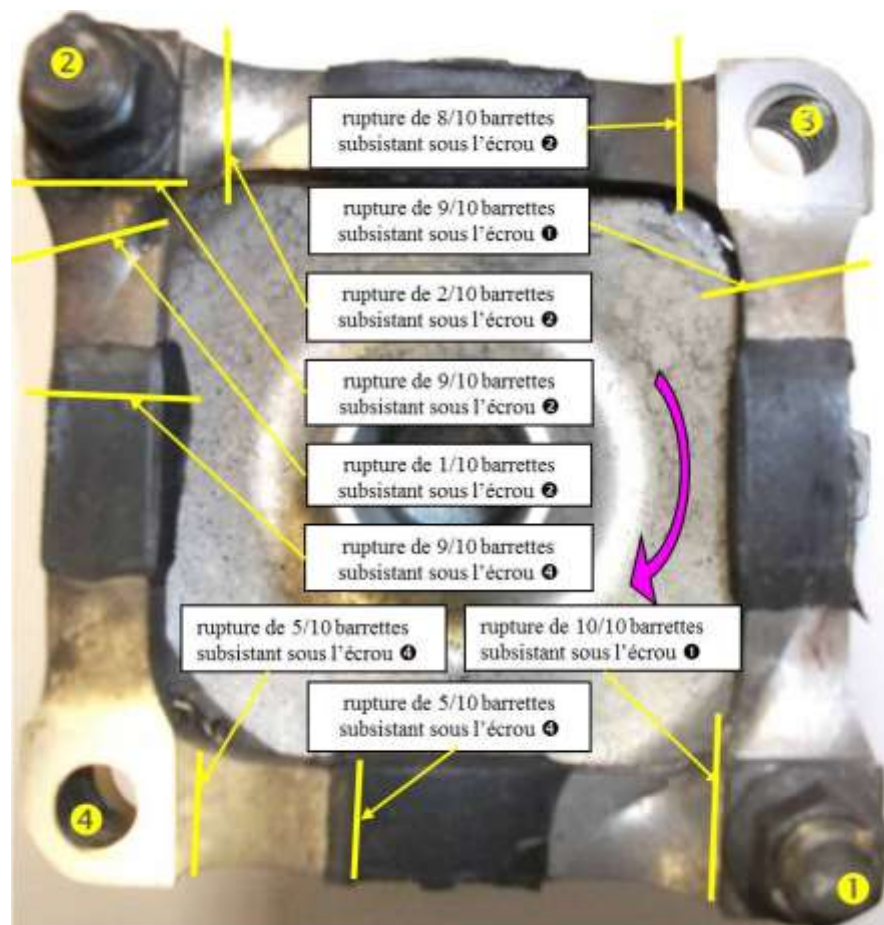 ❷
❸
rupture de 8/10 barrettes
subsistant sous l’écrou ❷
rupture de 9/10 barrettes
subsistant sous l’écrou ❶
rupture de 2/10 barrettes
subsistant sous l’écrou ❷
rupture de 9/10 barrettes
subsistant sous l’écrou ❷
rupture de 1/10 barrettes
subsistant sous l’écrou ❷
rupture de 9/10 barrettes
subsistant sous l’écrou ❹
rupture de 5/10 barrettes
subsistant sous l’écrou ❹
rupture de 10/10 barrettes
subsistant sous l’écrou ❶
rupture de 5/10 barrettes
subsistant sous l’écrou ❹
❹
❶